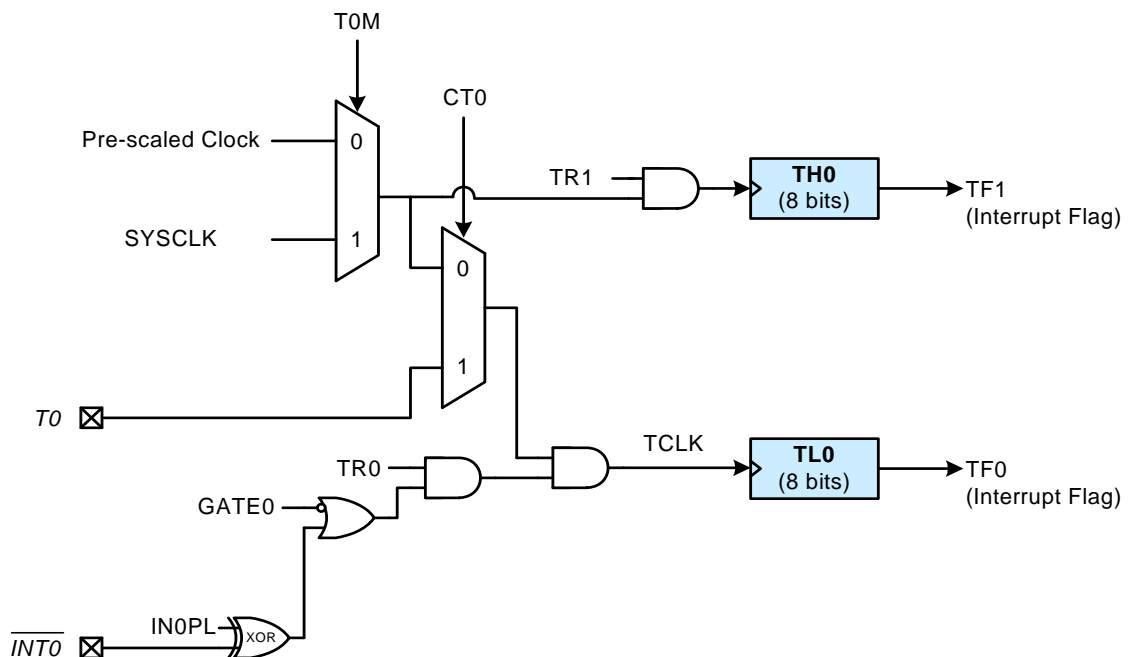 T0M
CT0
Pre-scaled Clock
0
TR1
TH0
(8 bits)
TF1
(Interrupt Flag)
SYSCLK
1
0
1
T0
TCLK
TL0
(8 bits)
TF0
(Interrupt Flag)
TR0
GATE0
IN0PL
XOR
INT0